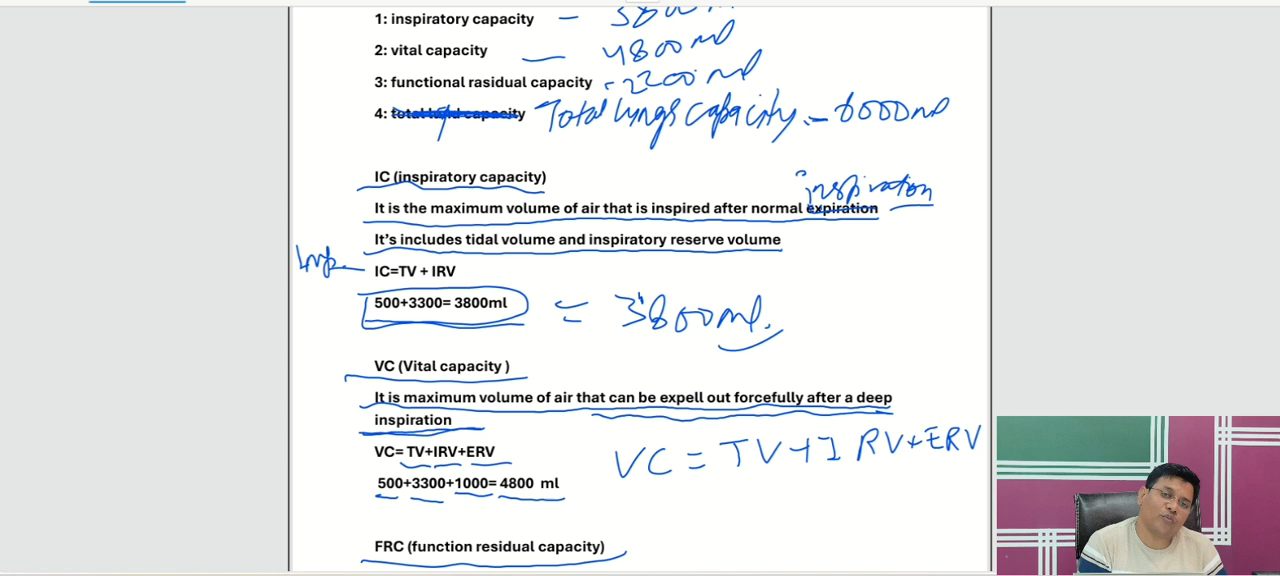 1: inspiratory capacity – 3800 ml
2: vital capacity — 4800 ml
3: functional rasidual capacity - 2200 ml
4: total lund capacity Total lungs capacity. - 6000 ml
IC (inspiratory capacity)
inspiration
It is the maximum volume of air that is inspired after normal expiration
It's includes tidal volume and inspiratory reserve volume
IC=TV + IRV
500+3300= 3800ml = 3800ml.
VC (Vital capacity )
It is maximum volume of air that can be expell out forcefully after a deep
inspiration
VC= TV+IRV+ERV VC = TV+IRV+ERV
500+3300+1000= 4800 ml
FRC (function residual capacity)